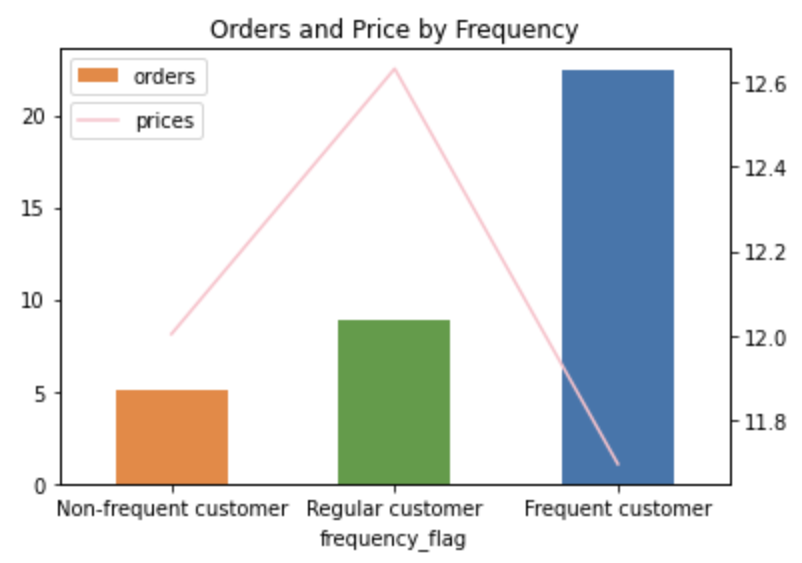 Orders and Price by Frequency
orders
prices
20
15
10
5
0
12.6
12.4
12.2
12.0
11.8
Non-frequent customer Regular customer Frequent customer
frequency_flag